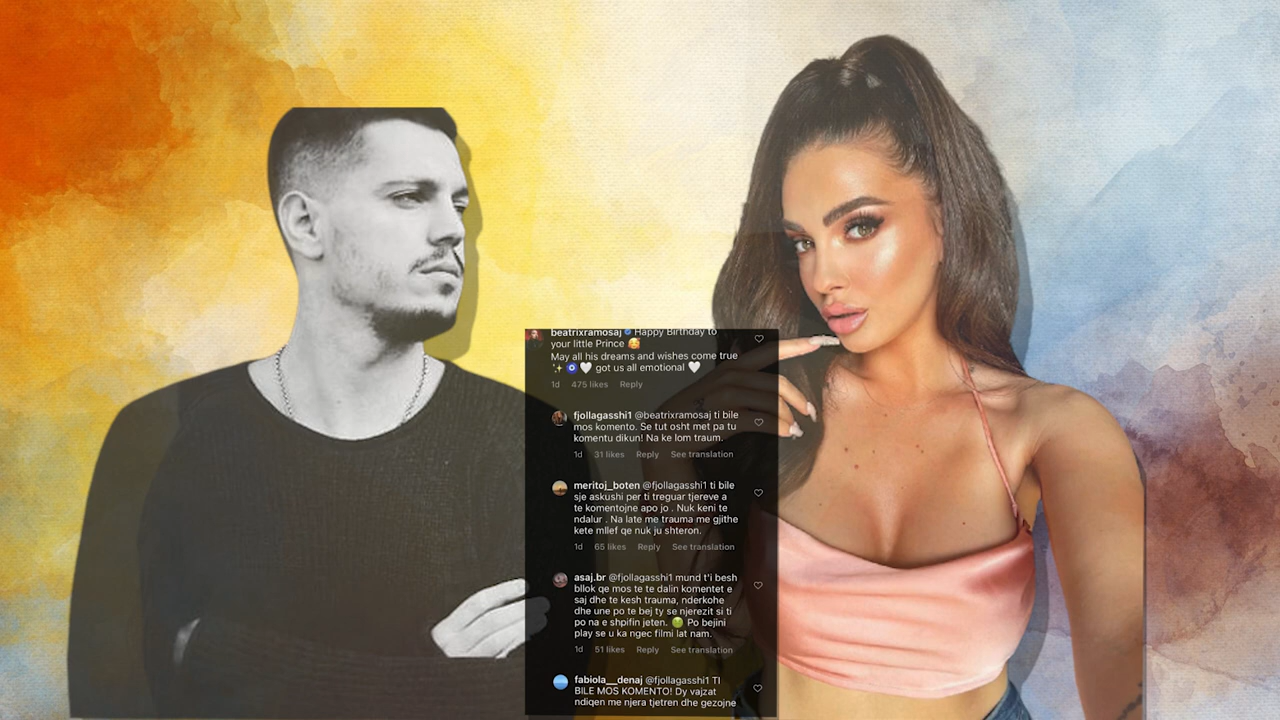 beatrixramosaj Happy Birthday to
your little Prince 🥰
May all his dreams and wishes come true
✨ 🧿 🤍 got us all emotional 🤍
1d 475 likes Reply
fjollagasshi1 @beatrixramosaj ti bile
mos komento. Se tut osht met pa tu
komentu dikun! Na ke lom traum.
1d 31 likes Reply See translation
meritoj_boten @fjollagasshi1 ti bile
sje askushi per ti treguar tjereve a
te komentojne apo jo . Nuk keni te
ndalur . Na late me trauma me gjithe
kete mllef qe nuk ju shteron.
1d 65 likes Reply See translation
asaj.br @fjollagasshi1 mund t'i besh
bllok qe mos te te dalin komentet e
saj dhe te kesh trauma, nderkohe
dhe une po te bej ty se njerezit si ti
po na e shpifin jeten. 🤢 Po bejini
play se u ka ngec filmi lat nam.
1d 51 likes Reply See translation
fabiola__denaj @fjollagasshi1 TI
BILE MOS KOMENTO! Dy vajzat
ndiqen me njera tjetren dhe gezojne